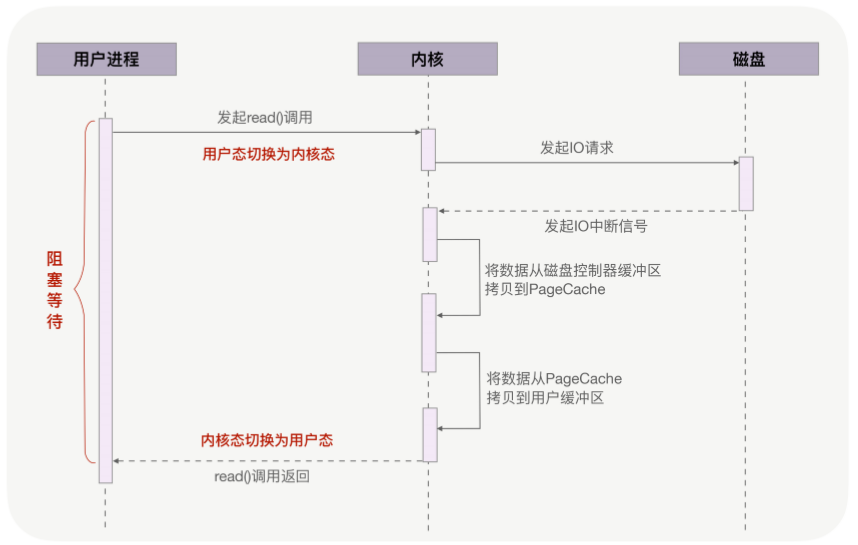 用户进程
内核
磁盘
发起read()调用
用户态切换为内核态
发起IO请求
发起IO中断信号
阻
塞
等
待
将数据从磁盘控制器缓冲区
拷贝到PageCache
将数据从PageCache
拷贝到用户缓冲区
内核态切换为用户态
read()调用返回